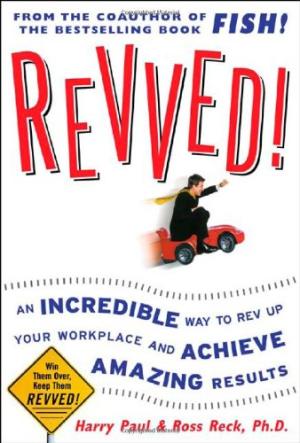 FROM THE COAUTHOR OF
THE BESTSELLING BOOK FISH!
REVVED!
AN INCREDIBLE WAY TO REV UP
YOUR WORKPLACE AND ACHIEVE
AMAZING RESULTS
Win
Them Over,
Keep Them
REVVED!
Harry Paul & Ross Reck, Ph.D.